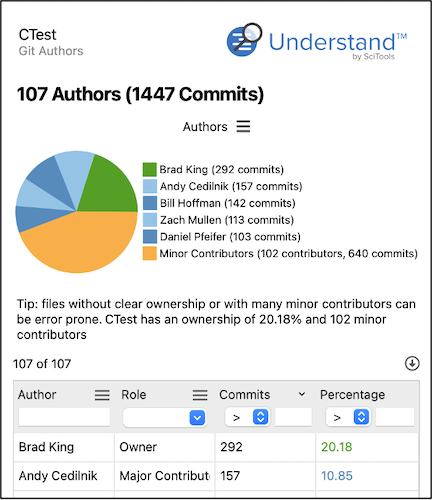 CTest
Git Authors
Understand™
by SciTools
107 Authors (1447 Commits)
Authors
Brad King (292 commits)
Andy Cedilnik (157 commits)
Bill Hoffman (142 commits)
Zach Mullen (113 commits)
Daniel Pfeifer (103 commits)
Minor Contributors (102 contributors, 640 commits)
Tip: files without clear ownership or with many minor contributors can
be error prone. CTest has an ownership of 20.18% and 102 minor
contributors
107 of 107
Author Role Commits Percentage
> >
Brad King Owner 292 20.18
Andy Cedilnik Major Contribut 157 10.85